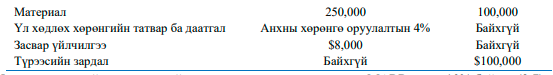 Материал 250,000 100,000
Үл хөдлөх хөрөнгийн татвар ба даатгал Анхны хөрөнгө оруулалтын 4% Байхгүй
Засвар үйлчилгээ $8,000 Байхгүй
Түрээсийн зардал Байхгүй $100,000